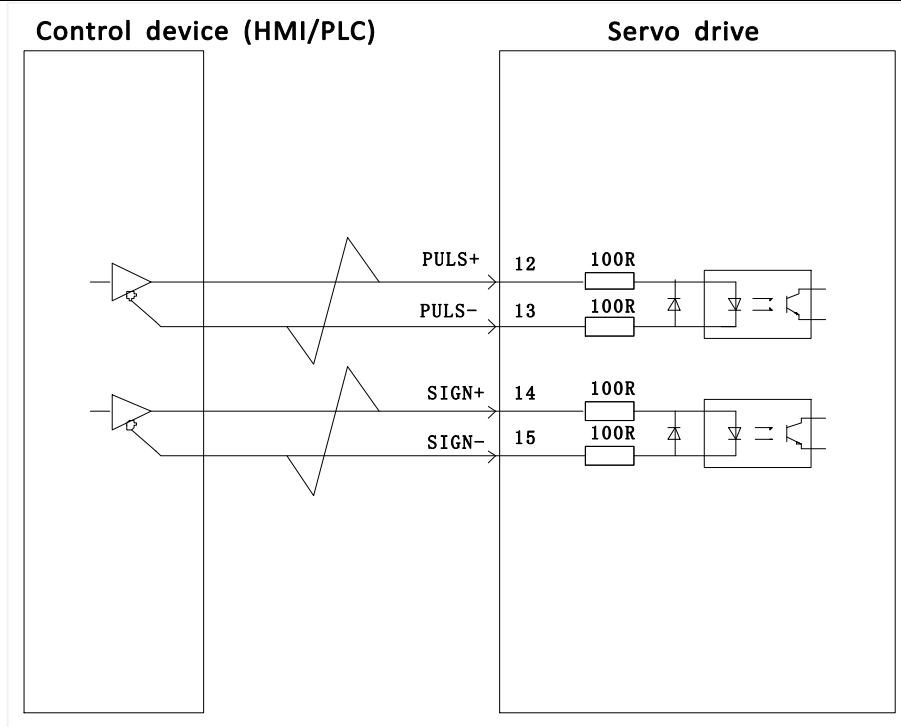 Control device (HMI/PLC)
Servo drive
PULS+ 12 100R
PULS- 13 100R
SIGN+ 14 100R
SIGN- 15 100R